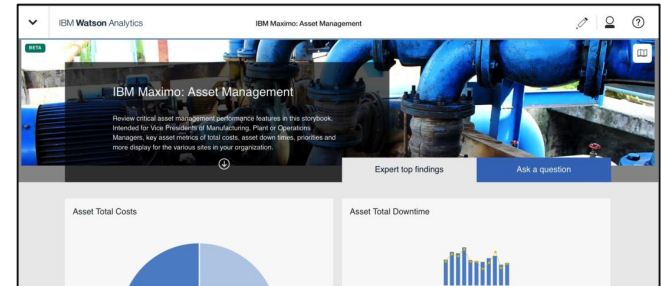 IBM Watson Analytics
IBM Maximo: Asset Management
?
BETA
IBM Maximo: Asset Management
Review critical asset management performance features in this storybook.
Intended for Vice Presidents of Manufacturing, Plant or Operations
Managers, key asset metrics of total costs, asset down times, priorities and
more display for the various sites in your organization.
Expert top findings
Ask a question
Asset Total Costs
Asset Total Downtime